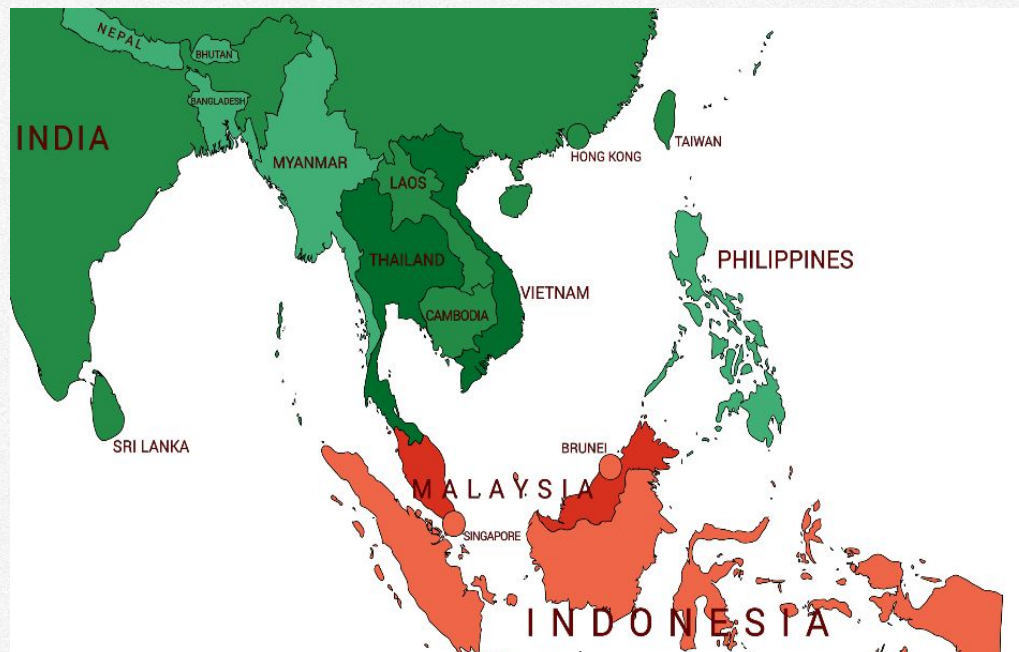 NEPAL
BHUTAN
BANGLADESH
INDIA
MYANMAR
HONG KONG
TAIWAN
LAOS
THAILAND
PHILIPPINES
VIETNAM
CAMBODIA
SRI LANKA
BRUNEI
MALAYSIA
SINGAPORE
INDONESIA